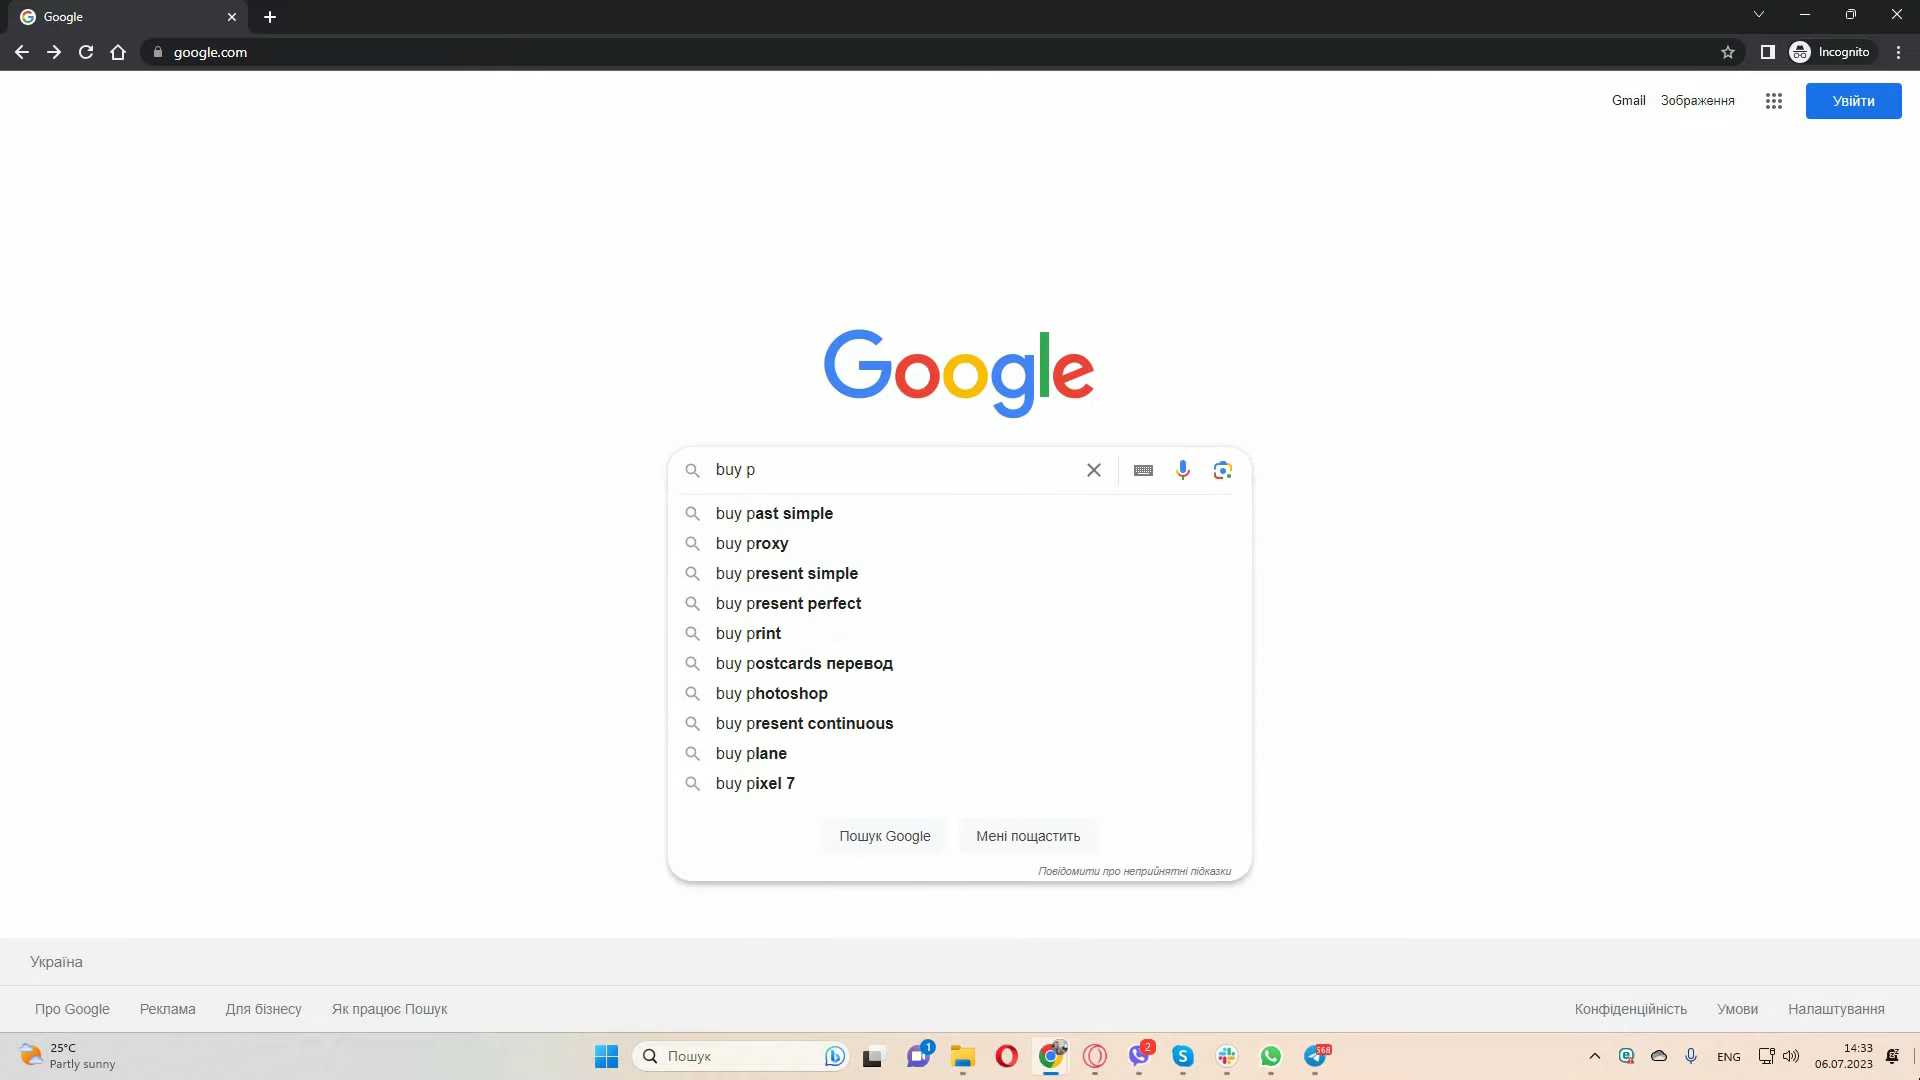 Google
google.com
Incognito
Gmail Зображення Увійти
Google
buy p
buy past simple
buy proxy
buy present simple
buy present perfect
buy print
buy postcards перевод
buy photoshop
buy present continuous
buy plane
buy pixel 7
Пошук Google Мені пощастить
Повідомити про неприйнятні підказки
Україна
Про Google Реклама Для бізнесу Як працює Пошук Конфіденційність Умови Налаштування
25°C
Partly sunny
Пошук
1
2
568
ENG
14:33
06.07.2023